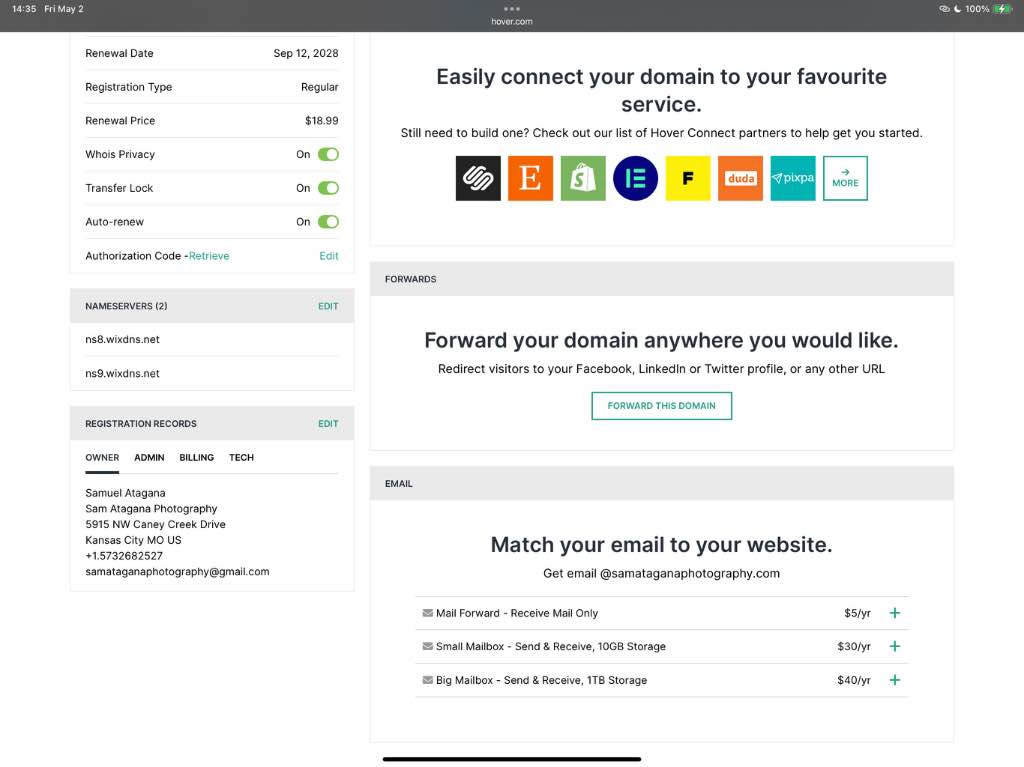 14:35 Fri May 2
100%
hover.com
Renewal Date Sep 12, 2028
Registration Type Regular
Renewal Price $18.99
Whois Privacy On
Transfer Lock On
Auto-renew On
Authorization Code -Retrieve Edit
NAMESERVERS (2) EDIT
ns8.wixdns.net
ns9.wixdns.net
REGISTRATION RECORDS EDIT
OWNER ADMIN BILLING TECH
Samuel Atagana
Sam Atagana Photography
5915 NW Caney Creek Drive
Kansas City MO US
+1.5732682527
samataganaphotography@gmail.com
Easily connect your domain to your favourite
service.
Still need to build one? Check out our list of Hover Connect partners to help get you started.
E F duda pixpa → MORE
FORWARDS
Forward your domain anywhere you would like.
Redirect visitors to your Facebook, LinkedIn or Twitter profile, or any other URL
FORWARD THIS DOMAIN
EMAIL
Match your email to your website.
Get email @samataganaphotography.com
Mail Forward - Receive Mail Only $5/yr +
Small Mailbox - Send & Receive, 10GB Storage $30/yr +
Big Mailbox - Send & Receive, 1TB Storage $40/yr +